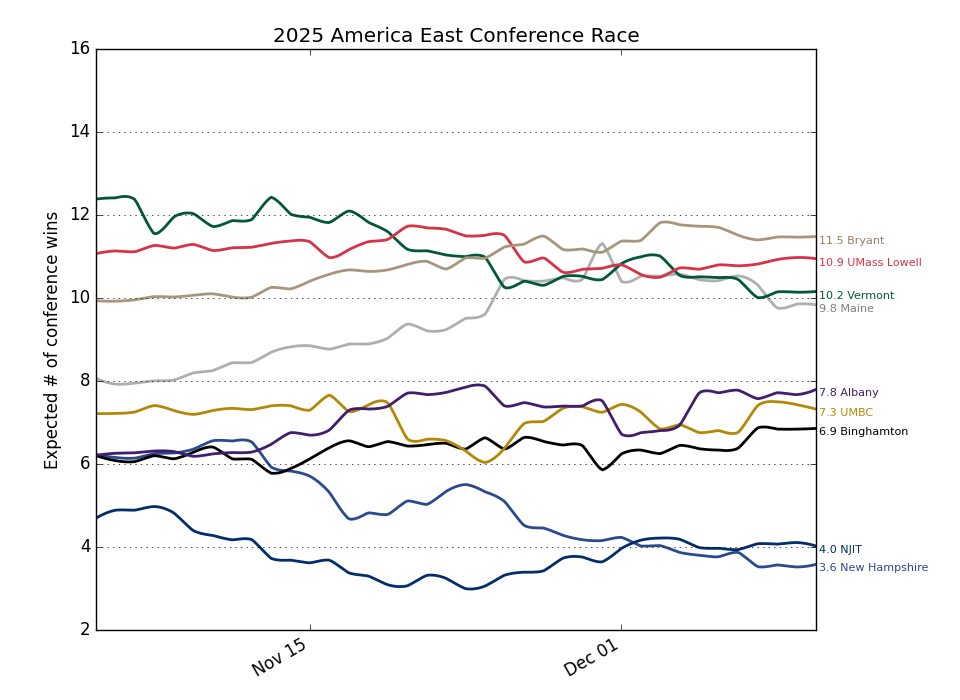 2025 America East Conference Race
Expected # of conference wins
16
14
12
10
8
6
4
2
11.5 Bryant
10.9 UMass Lowell
10.2 Vermont
9.8 Maine
7.8 Albany
7.3 UMBC
6.9 Binghamton
4.0 NJIT
3.6 New Hampshire
Nov 15
Dec 01